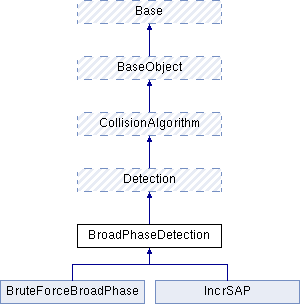 Base
BaseObject
CollisionAlgorithm
Detection
BroadPhaseDetection
BruteForceBroadPhase
IncrSAP